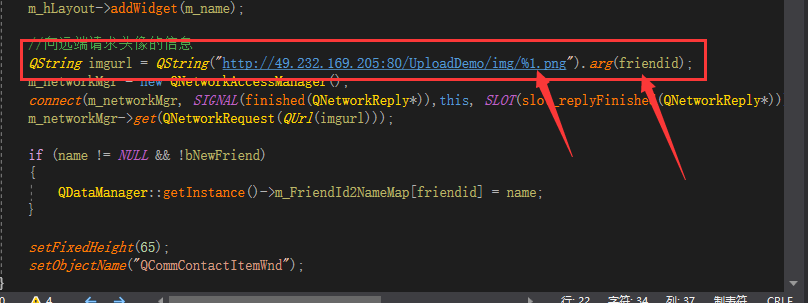 m_hLayout->addWidget(m_name);
//向远端请求头像的信息
QString imgurl = QString("http://49.232.169.205:80/UploadDemo/img/%1.png").arg(friendid);
m_networkMgr = new QNetworkAccessManager();
connect(m_networkMgr, SIGNAL(finished(QNetworkReply*)),this, SLOT(slot_replyFinished(QNetworkReply*))
m_networkMgr->get(QNetworkRequest(QUrl(imgurl)));
if (name != NULL && !bNewFriend)
{
QDataManager::getInstance()->m_FriendId2NameMap[friendid] = name;
}
setFixedHeight(65);
setObjectName("QCommContactItemWnd");
}
0 4 行: 22 字符: 34 列: 37 制表符 CRLF